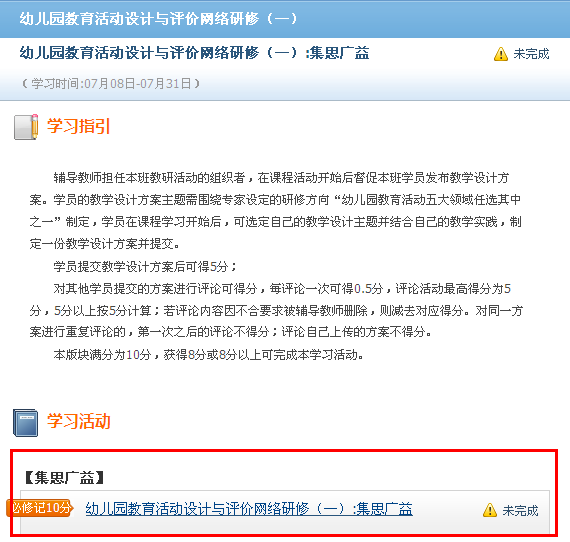 幼儿园教育活动设计与评价网络研修（一）
幼儿园教育活动设计与评价网络研修（一）:集思广益 未完成
（学习时间:07月08日-07月31日）
学习指引
辅导教师担任本班教研活动的组织者，在课程活动开始后督促本班学员发布教学设计方
案。学员的教学设计方案主题需围绕专家设定的研修方向“幼儿园教育活动五大领域任选其中
之一”制定，学员在课程学习开始后，可选定自己的教学设计主题并结合自己的教学实践，制
定一份教学设计方案并提交。
学员提交教学设计方案后可得5分；
对其他学员提交的方案进行评论可得分，每评论一次可得0.5分，评论活动最高得分为5
分，5分以上按5分计算；若评论内容因不合要求被辅导教师删除，则减去对应得分。对同一方
案进行重复评论的，第一次之后的评论不得分；评论自己上传的方案不得分。
本版块满分为10分，获得8分或8分以上可完成本学习活动。
学习活动
【集思广益】
必修记10分 幼儿园教育活动设计与评价网络研修（一）:集思广益 未完成